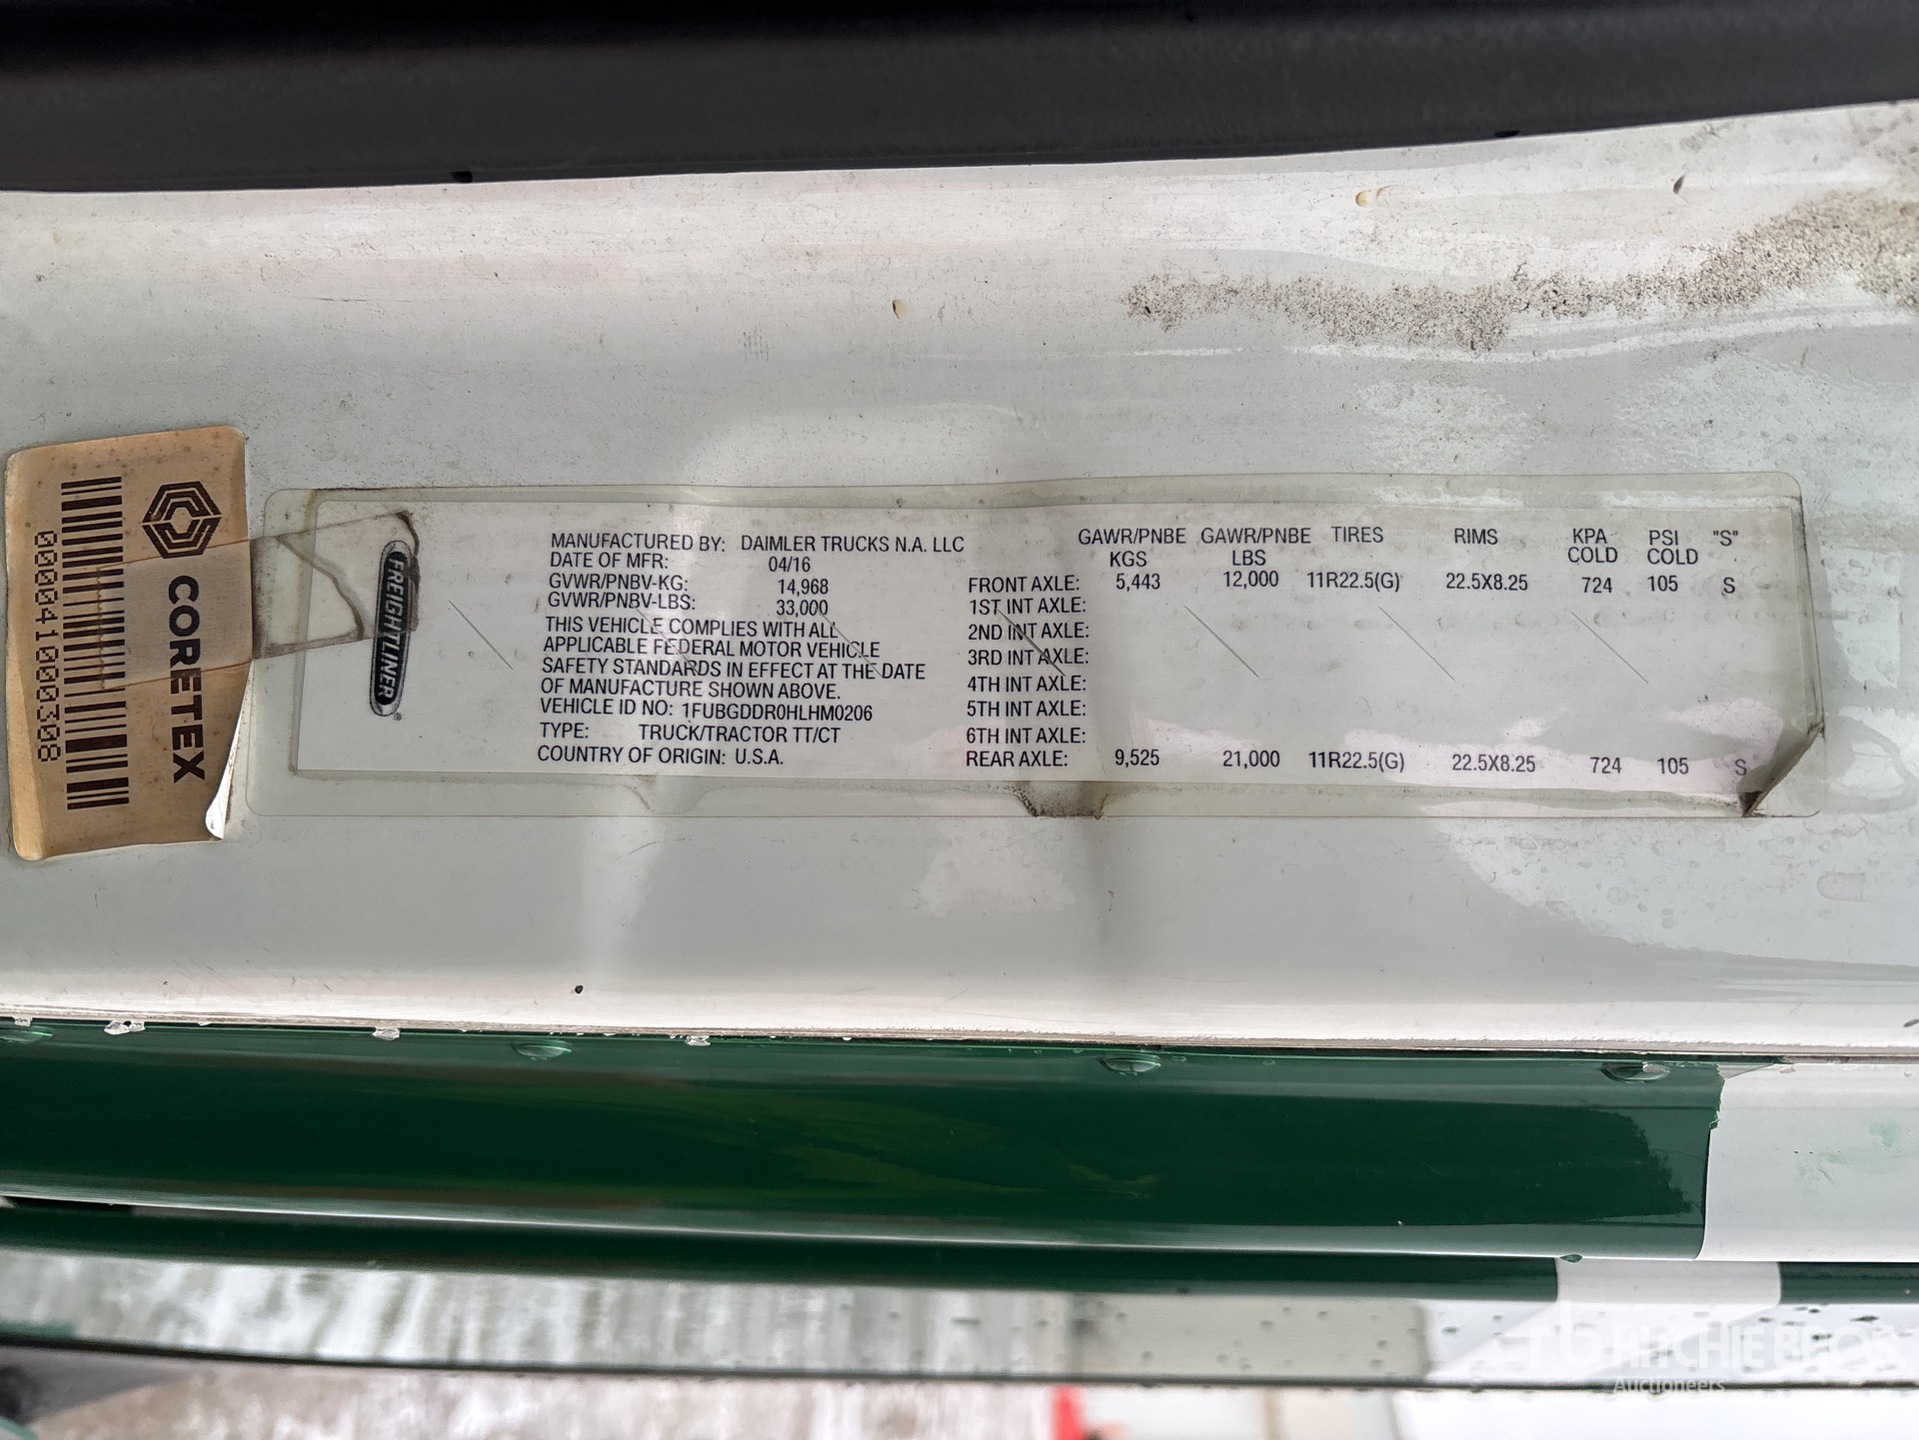 CORETEX
0000410000308
FREIGHTLINER
®
MANUFACTURED BY: DAIMLER TRUCKS N.A. LLC
DATE OF MFR: 04/16
GVWR/PNBV-KG: 14,968
GVWR/PNBV-LBS: 33,000
THIS VEHICLE COMPLIES WITH ALL
APPLICABLE FEDERAL MOTOR VEHICLE
SAFETY STANDARDS IN EFFECT AT THE DATE
OF MANUFACTURE SHOWN ABOVE.
VEHICLE ID NO: 1FUBGDDR0HLHM0206
TYPE: TRUCK/TRACTOR TT/CT
COUNTRY OF ORIGIN: U.S.A.
GAWR/PNBE GAWR/PNBE TIRES RIMS KPA PSI "S"
KGS LBS COLD COLD
FRONT AXLE: 5,443 12,000 11R22.5(G) 22.5X8.25 724 105 S
1ST INT AXLE:
2ND INT AXLE:
3RD INT AXLE:
4TH INT AXLE:
5TH INT AXLE:
6TH INT AXLE:
REAR AXLE: 9,525 21,000 11R22.5(G) 22.5X8.25 724 105 S
RITCHIE BROS
Auctioneers